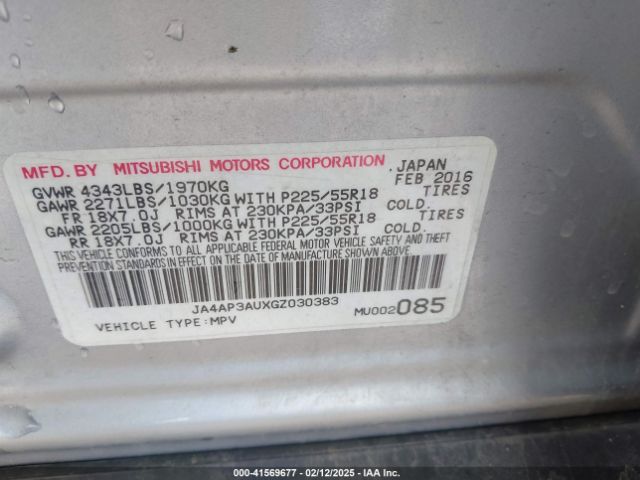 MFD. BY MITSUBISHI MOTORS CORPORATION. JAPAN
GVWR 4343LBS/1970KG FEB 2016
GAWR 2271LBS/1030KG WITH P225/55R18 TIRES
FR 18X7.0J RIMS AT 230KPA/33PSI COLD.
GAWR 2205LBS/1000KG WITH P225/55R18 TIRES
RR 18X7.0J RIMS AT 230KPA/33PSI COLD.
THIS VEHICLE CONFORMS TO ALL APPLICABLE FEDERAL MOTOR VEHICLE SAFETY AND THEFT
PREVENTION STANDARDS IN EFFECT ON THE DATE OF MANUFACTURE SHOWN ABOVE.
JA4AP3AUXGZ030383
VEHICLE TYPE:MPV MU002085
000-41569677 - 02/12/2025 - IAA Inc.